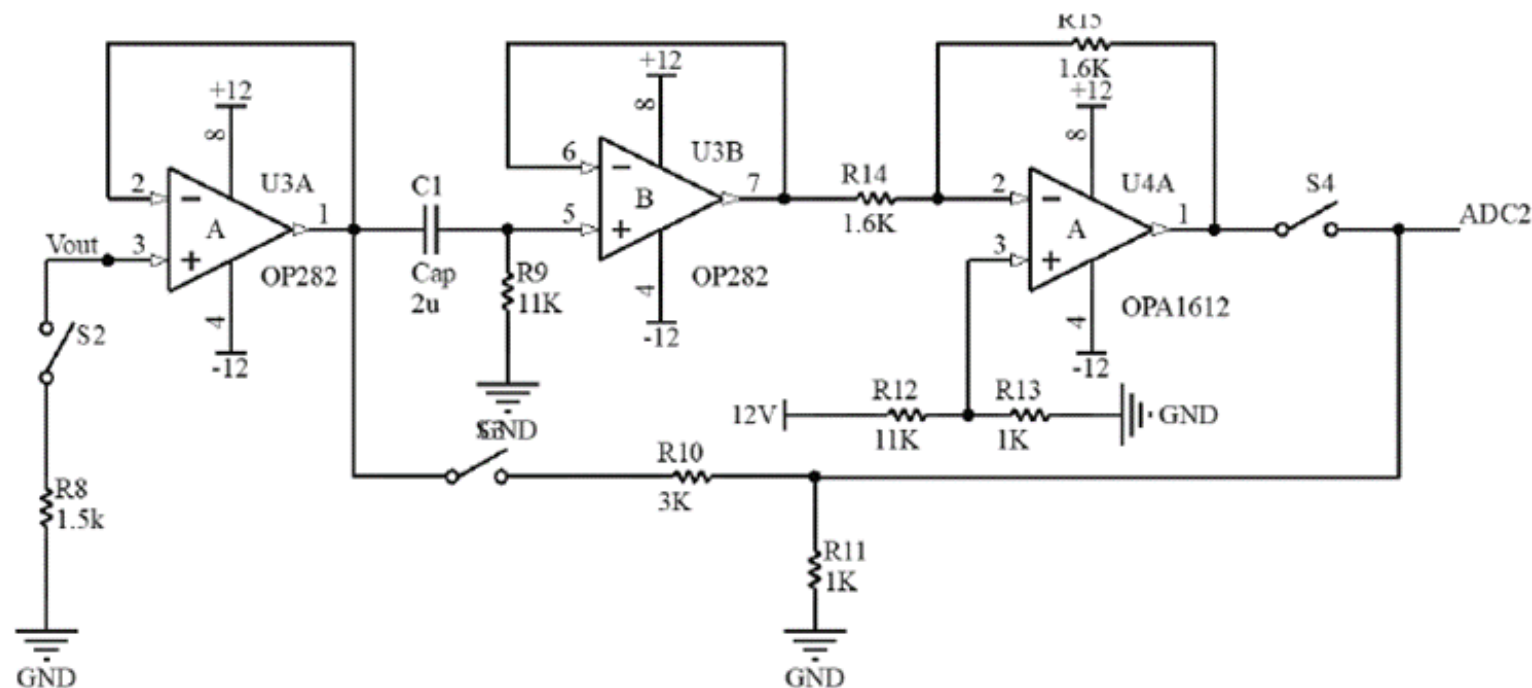 R15
1.6K
+12
8
U3A
2
A
1
3
Vout
OP282
4
-12
S2
R8
1.5k
GND
C1
Cap
2u
R9
11K
GND
+12
8
U3B
6
B
7
5
OP282
4
-12
R14
1.6K
+12
8
U4A
2
A
1
3
OPA1612
4
-12
S4
ADC2
12V
R12
11K
R13
1K
GND
S3
R10
3K
R11
1K
GND